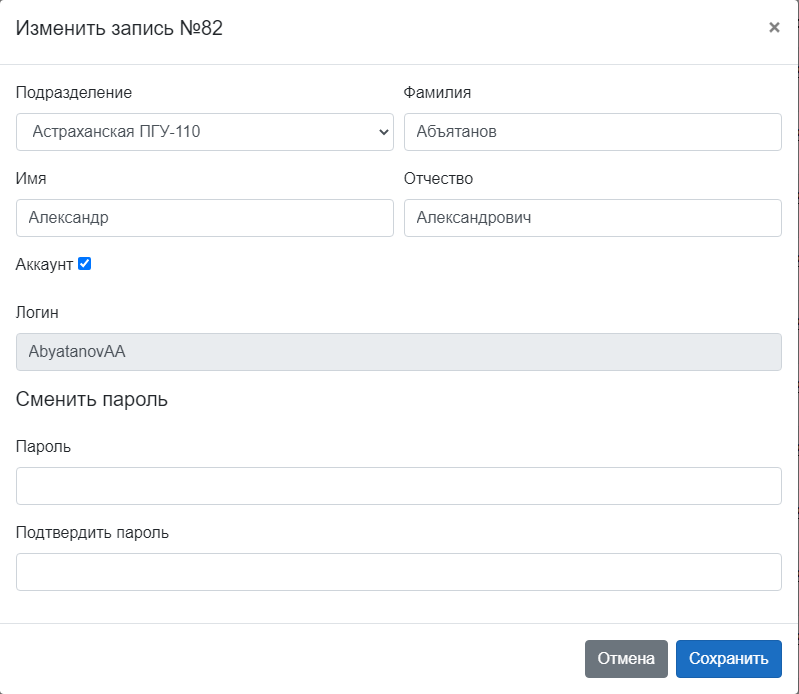 Изменить запись №82
×
Подразделение
Фамилия
Астраханская ПГУ-110
Абъятанов
Имя
Отчество
Александр
Александрович
Аккаунт
Логин
AbyatanovAA
Сменить пароль
Пароль
Подтвердить пароль
Отмена
Сохранить